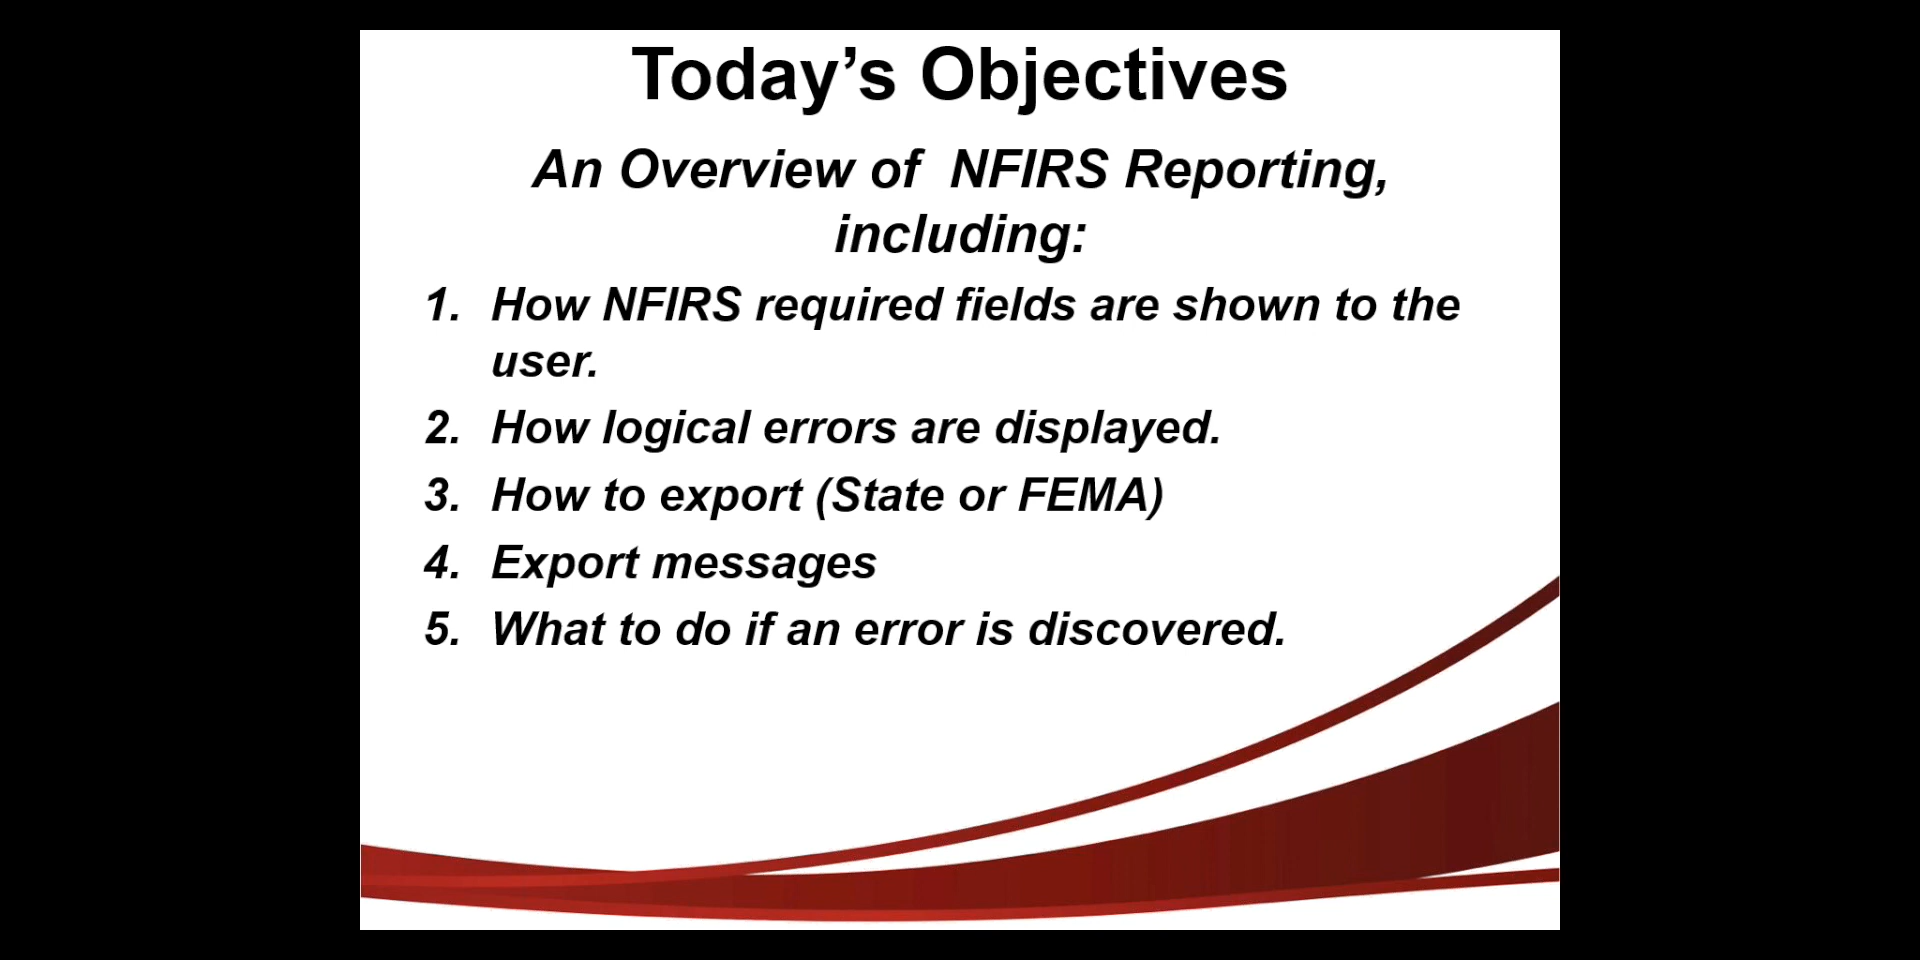 Today’s Objectives
An Overview of  NFIRS Reporting,
including:
1. How NFIRS required fields are shown to the
user.
2. How logical errors are displayed.
3. How to export (State or FEMA)
4. Export messages
5. What to do if an error is discovered.